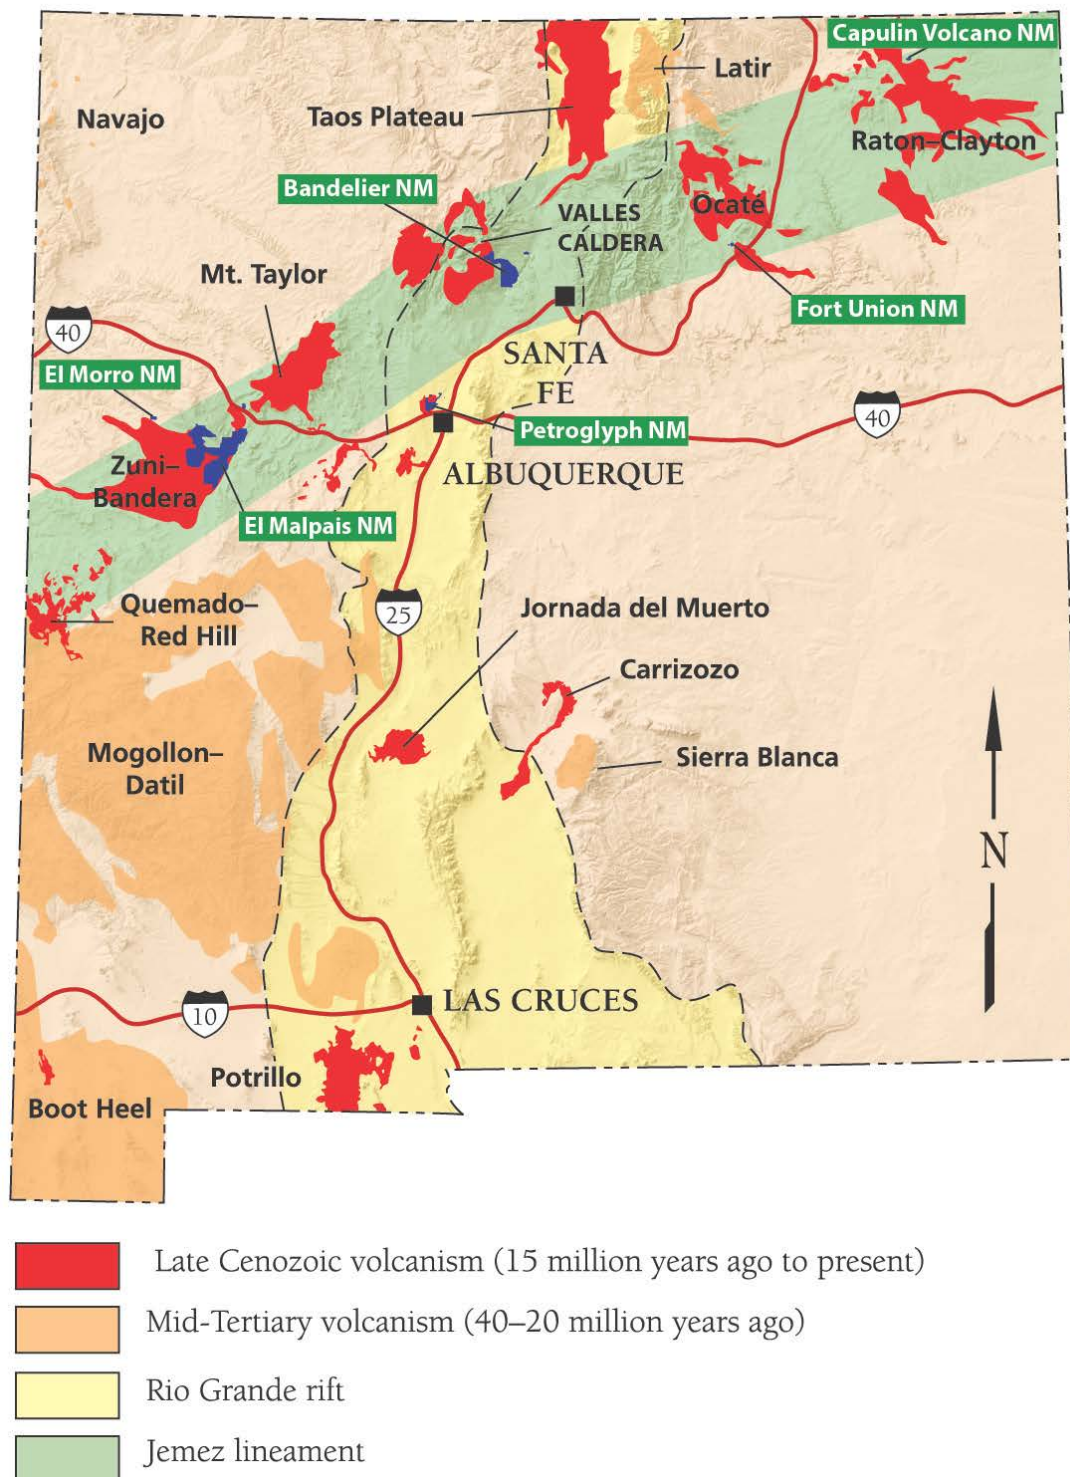 Capulin Volcano NM
Latir
Navajo
Taos Plateau
Raton–Clayton
Bandelier NM
Ocaté
VALLES
CALDERA
Mt. Taylor
Fort Union NM
40
SANTA
FE
El Morro NM
40
Petroglyph NM
Zuni–
Bandera
ALBUQUERQUE
El Malpais NM
Quemado–
Red Hill
25
Jornada del Muerto
Carrizozo
Mogollon–
Datil
Sierra Blanca
N
LAS CRUCES
10
Potrillo
Boot Heel
Late Cenozoic volcanism (15 million years ago to present)
Mid-Tertiary volcanism (40–20 million years ago)
Rio Grande rift
Jemez lineament